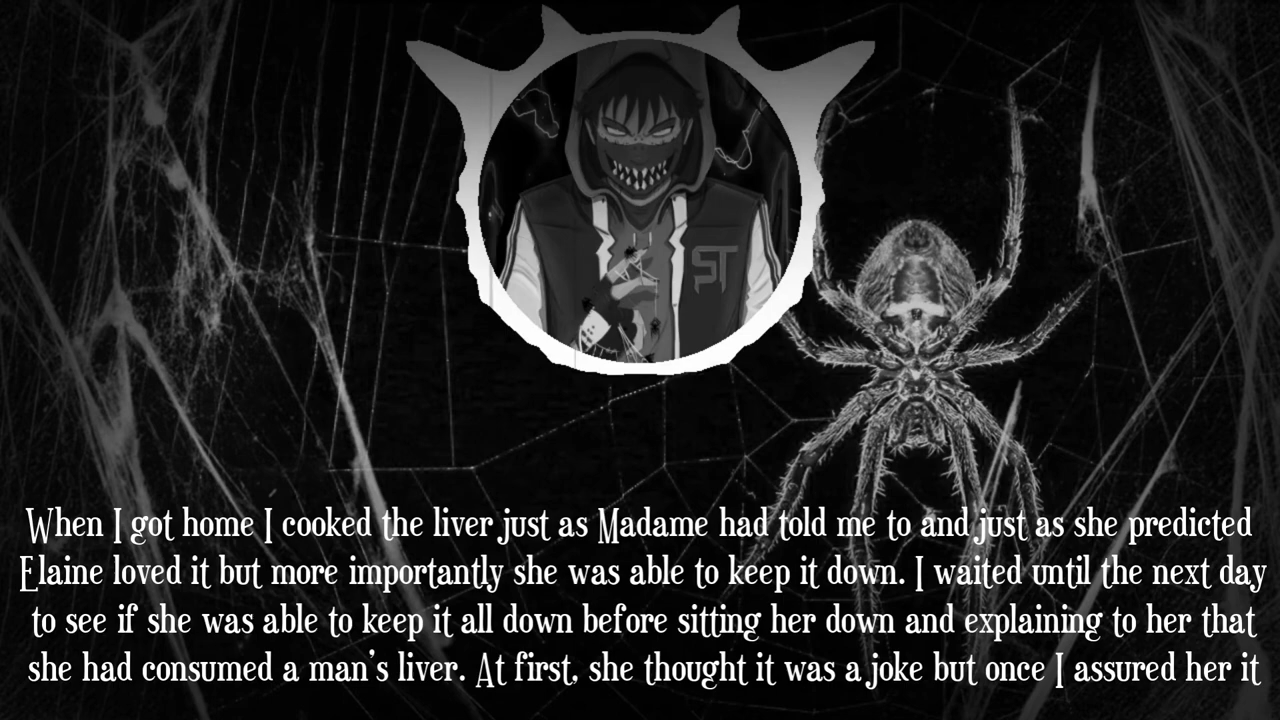 ST
When I got home I cooked the liver just as Madame had told me to and just as she predicted
Elaine loved it but more importantly she was able to keep it down. I waited until the next day
to see if she was able to keep it all down before sitting her down and explaining to her that
she had consumed a man's liver. At first, she thought it was a joke but once I assured her it